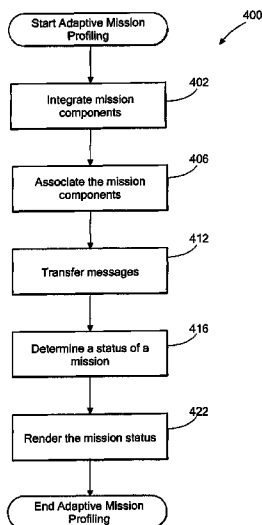 Start Adaptive Mission
Profiling
400
402
Integrate mission
components
406
Associate the mission
components
412
Transfer messages
416
Determine a status of a
mission
422
Render the mission status
End Adaptive Mission
Profiling